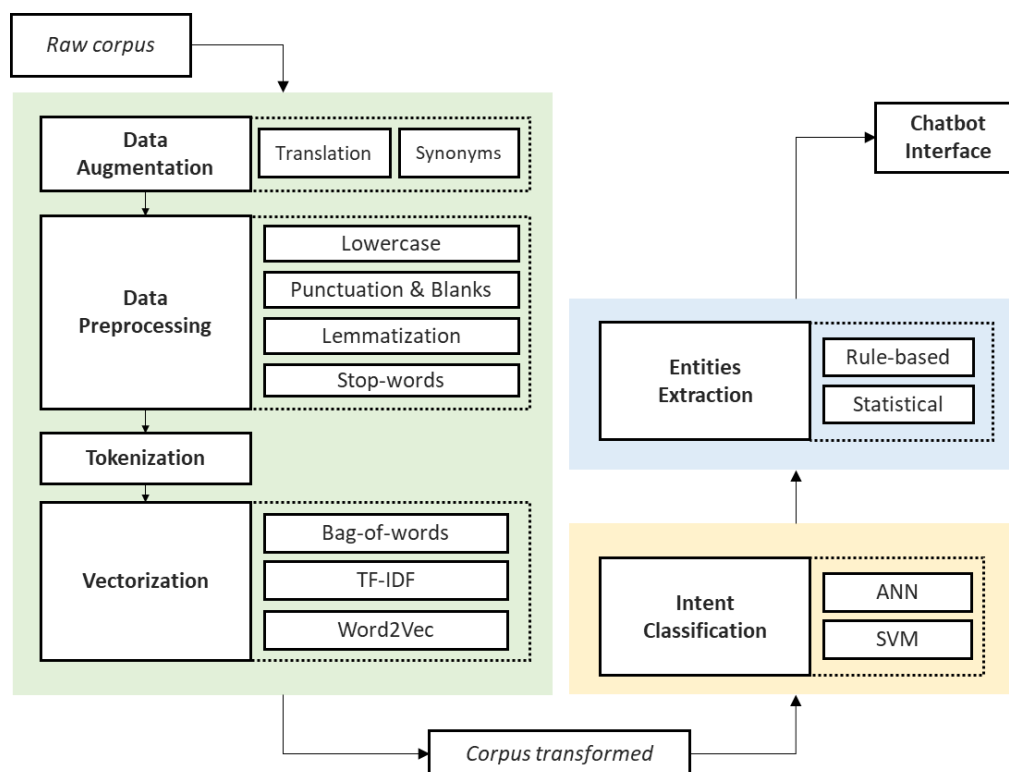 Raw corpus
Data
Augmentation
Translation
Synonyms
Data
Preprocessing
Lowercase
Punctuation & Blanks
Lemmatization
Stop-words
Tokenization
Vectorization
Bag-of-words
TF-IDF
Word2Vec
Corpus transformed
Intent
Classification
ANN
SVM
Entities
Extraction
Rule-based
Statistical
Chatbot
Interface